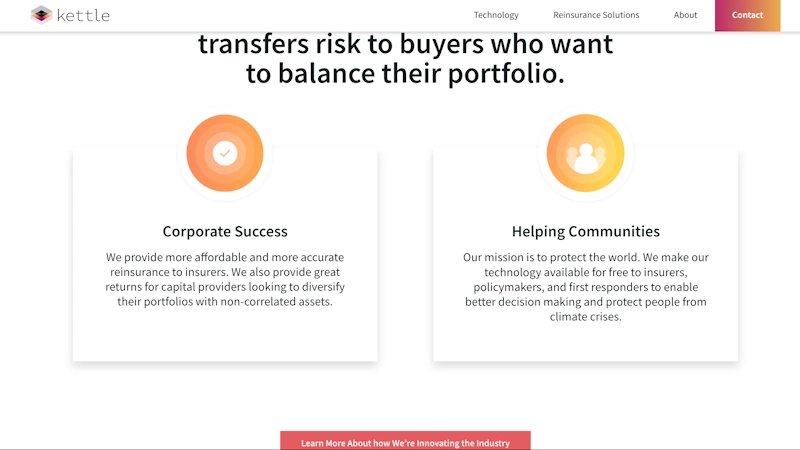 kettle
Technology
Reinsurance Solutions
About
Contact
transfers risk to buyers who want
to balance their portfolio.
Corporate Success
We provide more affordable and more accurate
reinsurance to insurers. We also provide great
returns for capital providers looking to diversify
their portfolios with non-correlated assets.
Helping Communities
Our mission is to protect the world. We make our
technology available for free to insurers,
policymakers, and first responders to enable
better decision making and protect people from
climate crises.
Learn More About how We're Innovating the Industry